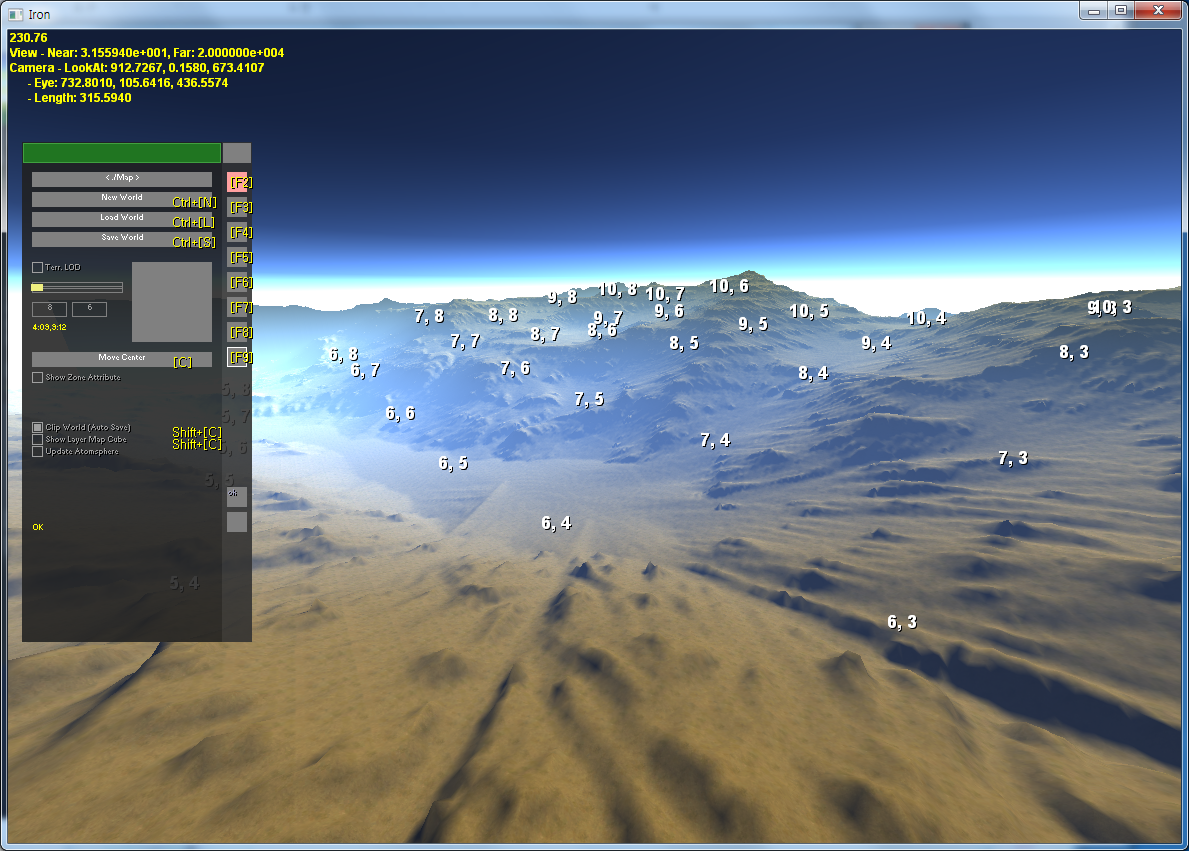 Iron
230.76
View - Near: 3.155940e+001, Far: 2.000000e+004
Camera - LookAt: 912.7267, 0.1580, 673.4107
- Eye: 732.8010, 105.6416, 436.5574
- Length: 315.5940
< ./Map >
[F2]
New World Ctrl+[N]
[F3]
Load World Ctrl+[L]
[F4]
Save World Ctrl+[S]
[F5]
Terr. LOD
[F6]
8 6
[F7]
4:09,9:12
[F8]
Move Center [C]
[F9]
Show Zone Attribute
Clip World (Auto Save) Shift+[C]
Show Layer Map Cube Shift+[C]
Update Atomsphere
ok
OK
10, 6
10, 8
10, 7
9, 8
10, 3
10, 5
9, 6
7, 8
8, 8
9, 7
10, 4
9, 5
8, 6
8, 7
7, 7
8, 5
9, 4
6, 8
8, 3
6, 7
7, 6
8, 4
5, 8
7, 5
6, 6
5, 7
7, 4
5, 6
6, 5
7, 3
5, 5
6, 4
5, 4
6, 3